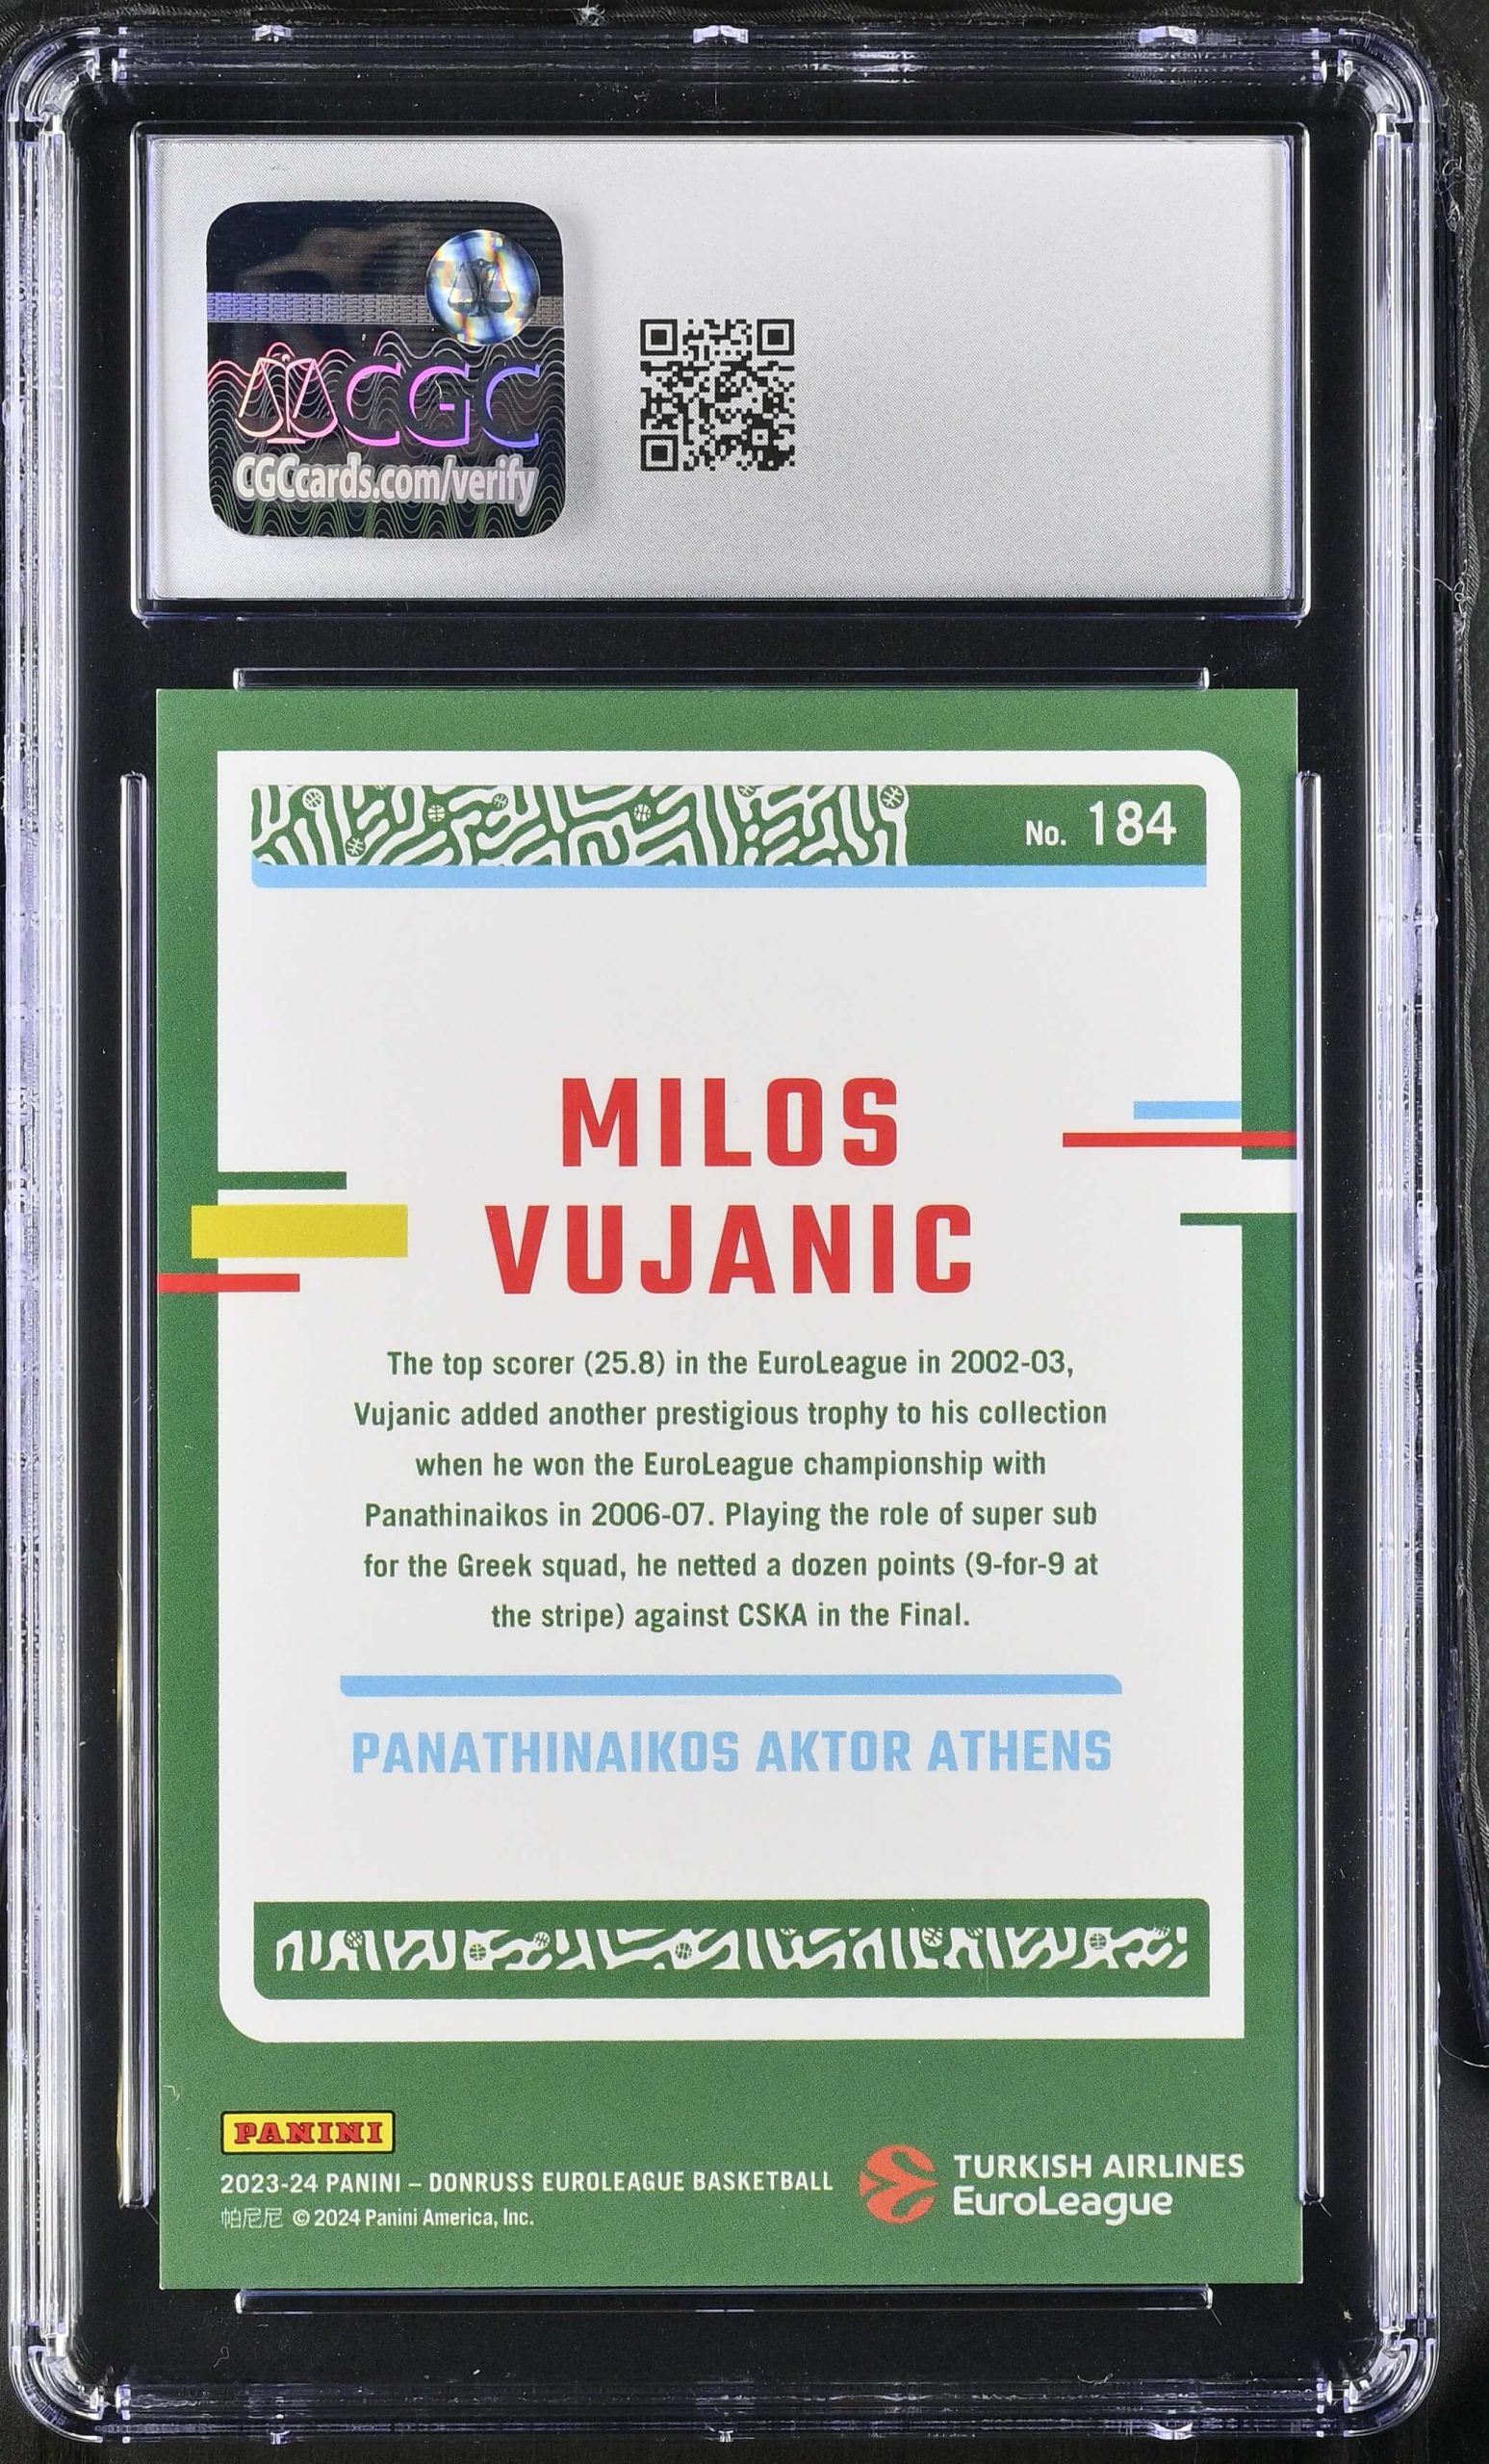 CGC
CGCcards.com/verify
No. 184
MILOS
VUJANIC
The top scorer (25.8) in the EuroLeague in 2002-03,
Vujanic added another prestigious trophy to his collection
when he won the EuroLeague championship with
Panathinaikos in 2006-07. Playing the role of super sub
for the Greek squad, he netted a dozen points (9-for-9 at
the stripe) against CSKA in the Final.
PANATHINAIKOS AKTOR ATHENS
PANINI
2023-24 PANINI – DONRUSS EUROLEAGUE BASKETBALL
帕尼尼 © 2024 Panini America, Inc.
TURKISH AIRLINES
EuroLeague